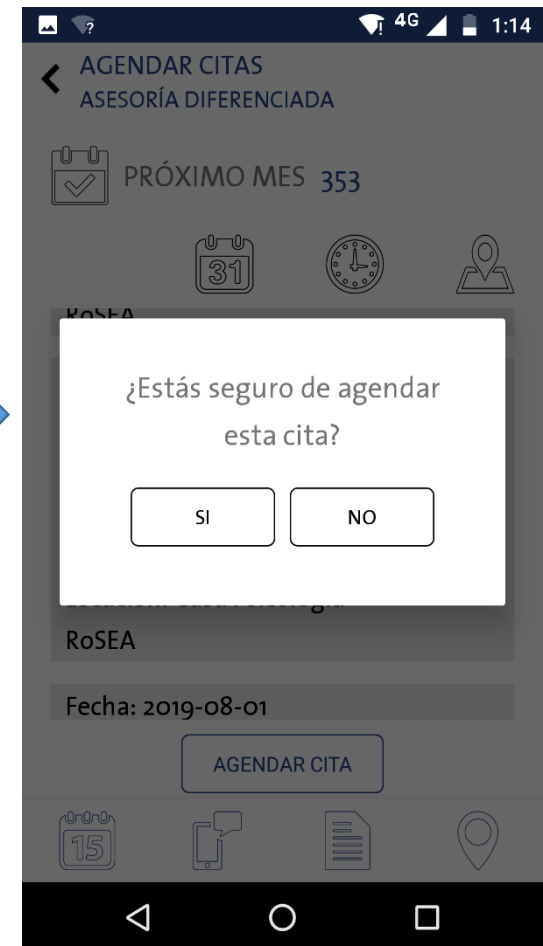 4G 1:14
AGENDAR CITAS
ASESORÍA DIFERENCIADA
PRÓXIMO MES 353
31
RoSEA
¿Estás seguro de agendar
esta cita?
SI NO
RoSEA
Fecha: 2019-08-01
AGENDAR CITA
15